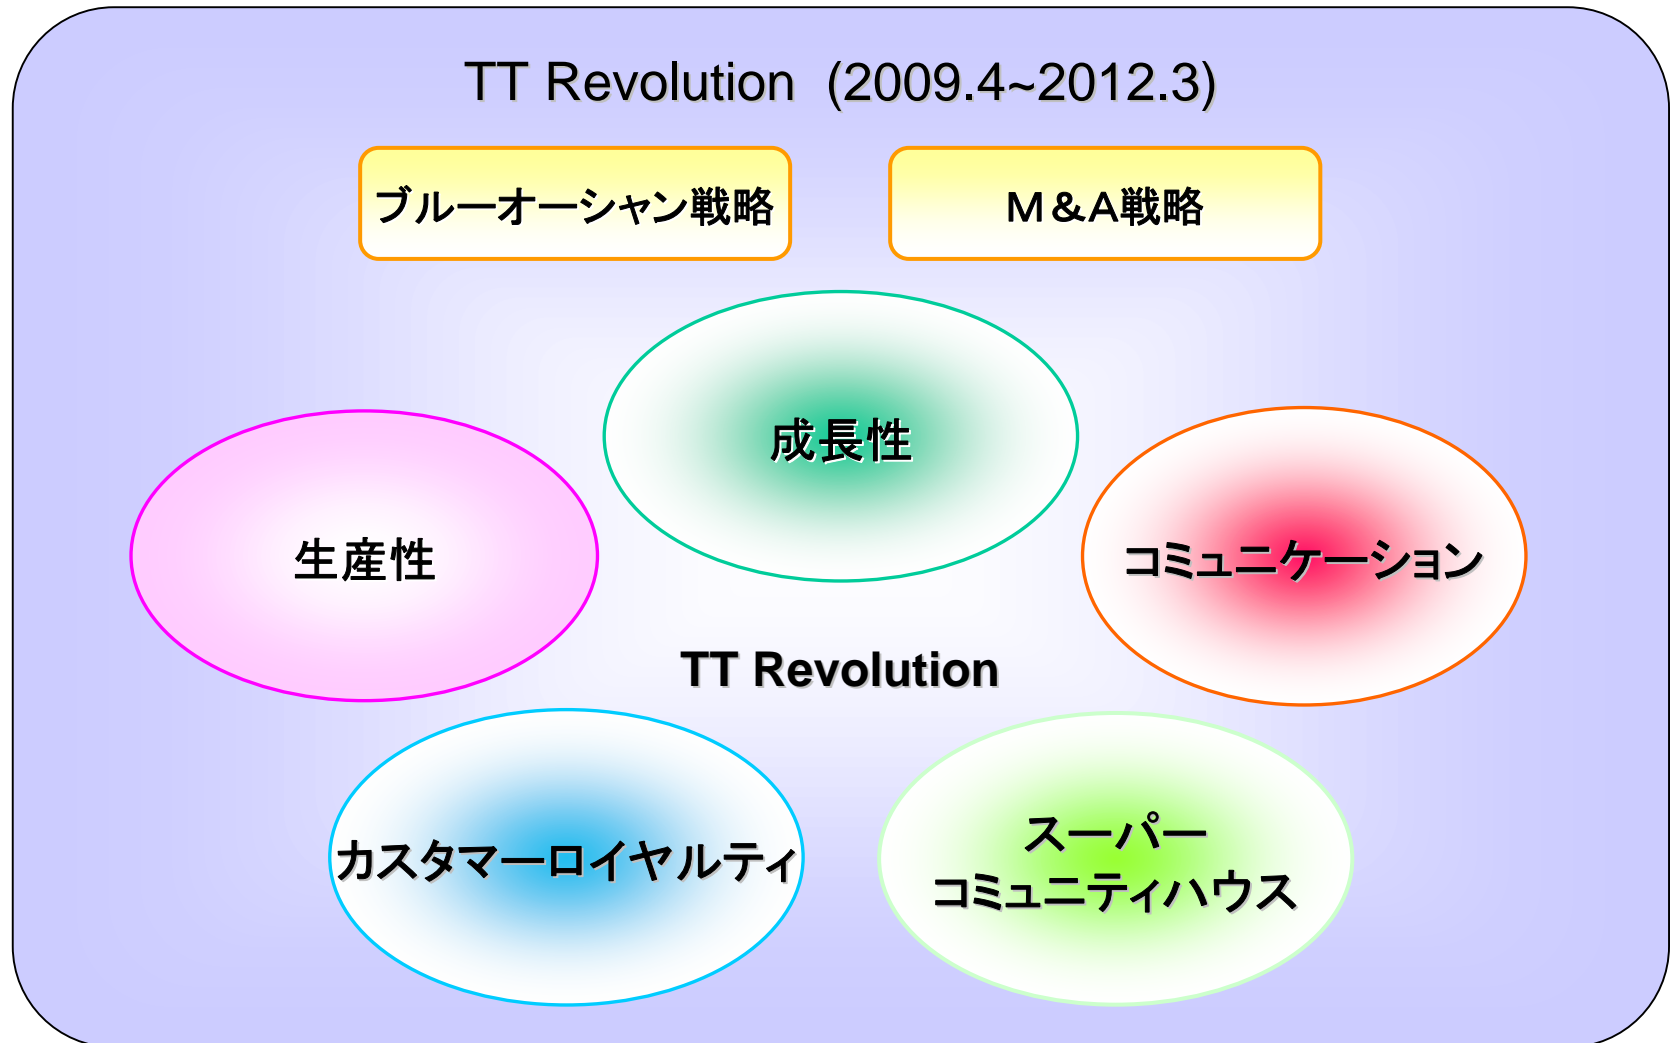 TT Revolution (2009.4~2012.3)
ブルーオーシャン戦略
M&A戦略
成長性
生産性
コミュニケーション
TT Revolution
カスタマーロイヤルティ
スーパー
コミュニティハウス